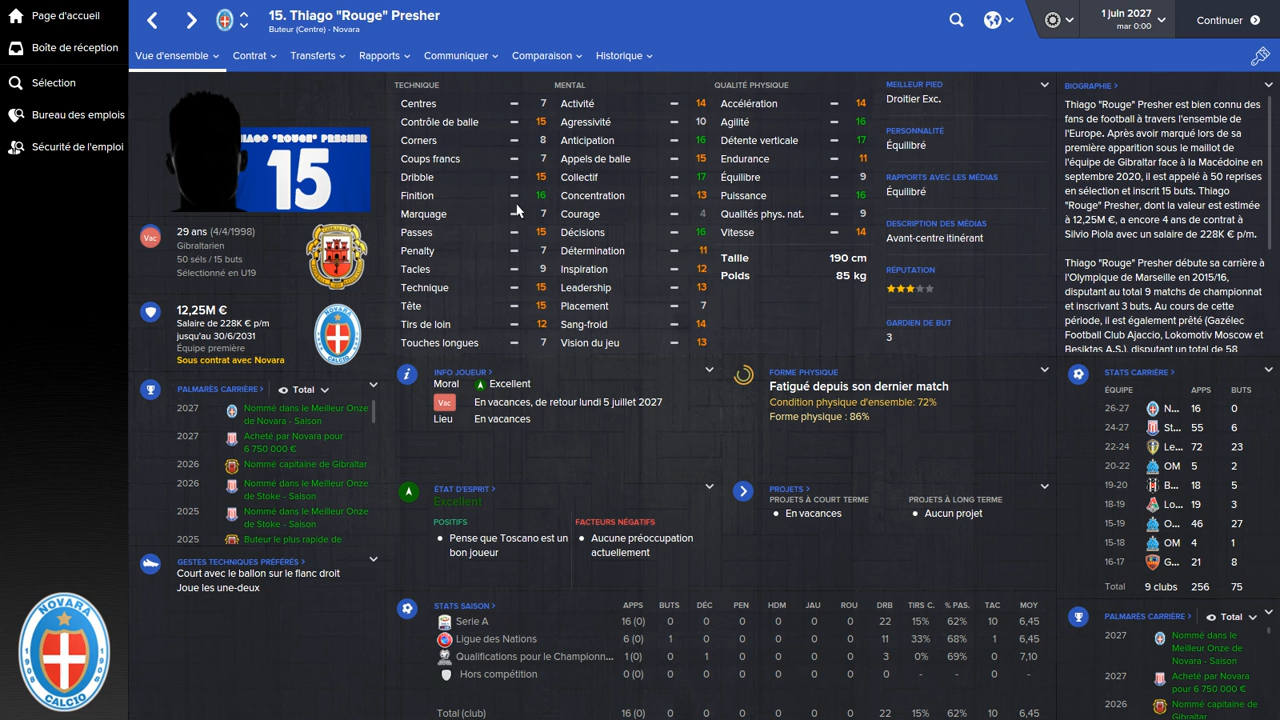 Page d'accueil
Boîte de réception
Sélection
Bureau des emplois
Sécurité de l'emploi
15. Thiago "Rouge" Presher
Buteur (Centre) - Novara
1 juin 2027
mar 0:00
Continuer
Vue d'ensemble
Contrat
Transferts
Rapports
Communiquer
Comparaison
Historique
THIAGO "ROUGE" PRESHER
15
Vac
29 ans (4/4/1998)
Gibraltarien
50 séls / 15 buts
Sélectionné en U19
12,25M €
Salaire de 228K € p/m
jusqu'au 30/6/2031
Équipe première
Sous contrat avec Novara
PALMARÈS CARRIÈRE > Total
2027 Nommé dans le Meilleur Onze
de Novara - Saison
2027 Acheté par Novara pour
6 750 000 €
2026 Nommé capitaine de Gibraltar
2026 Nommé dans le Meilleur Onze
de Stoke - Saison
2025 Nommé dans le Meilleur Onze
de Stoke - Saison
2025 Buteur le plus rapide de
GESTES TECHNIQUES PRÉFÉRÉS >
Court avec le ballon sur le flanc droit
Joue les une-deux
NOVARA
1908 1908
CALCIO
TECHNIQUE
Centres 7
Contrôle de balle 15
Corners 8
Coups francs 7
Dribble 15
Finition 16
Marquage 7
Passes 15
Penalty 7
Tacles 9
Technique 15
Tête 15
Tirs de loin 12
Touches longues 7
MENTAL
Activité 14
Agressivité 10
Anticipation 16
Appels de balle 15
Collectif 17
Concentration 13
Courage 4
Décisions 16
Détermination 11
Inspiration 12
Leadership 13
Placement 7
Sang-froid 14
Vision du jeu 13
QUALITÉ PHYSIQUE
Accélération 14
Agilité 16
Détente verticale 17
Endurance 11
Équilibre 9
Puissance 16
Qualités phys. nat. 9
Vitesse 14
Taille 190 cm
Poids 85 kg
MEILLEUR PIED
Droitier Exc.
PERSONNALITÉ
Équilibré
RAPPORTS AVEC LES MÉDIAS
Équilibré
DESCRIPTION DES MÉDIAS
Avant-centre itinérant
RÉPUTATION
GARDIEN DE BUT
3
BIOGRAPHIE >
Thiago "Rouge" Presher est bien connu des
fans de football à travers l'ensemble de
l'Europe. Après avoir marqué lors de sa
première apparition sous le maillot de
l'équipe de Gibraltar face à la Macédoine en
septembre 2020, il est appelé à 50 reprises
en sélection et inscrit 15 buts. Thiago
"Rouge" Presher, dont la valeur est estimée
à 12,25M €, a encore 4 ans de contrat à
Silvio Piola avec un salaire de 228K € p/m.
Thiago "Rouge" Presher débute sa carrière à
l'Olympique de Marseille en 2015/16,
disputant au total 9 matchs de championnat
et inscrivant 3 buts. Au cours de cette
période, il est également prêté (Gazélec
Football Club Ajaccio, Lokomotiv Moscow et
Beşiktaş A.Ş.), disputant un total de 58
INFO JOUEUR >
Moral Excellent
Vac En vacances, de retour lundi 5 juillet 2027
Lieu En vacances
FORME PHYSIQUE >
Fatigué depuis son dernier match
Condition physique d'ensemble: 72%
Forme physique : 86%
ÉTAT D'ESPRIT >
Excellent
POSITIFS
• Pense que Toscano est un
bon joueur
FACTEURS NÉGATIFS
• Aucune préoccupation
actuellement
PROJETS >
PROJETS À COURT TERME
• En vacances
PROJETS À LONG TERME
• Aucun projet
STATS SAISON > APPS BUTS DÉC PEN HDM JAU ROU DRB TIRS C. % PAS. TAC MOY
Serie A 16 (0) 0 0 0 0 0 0 22 15% 62% 10 6,45
Ligue des Nations 6 (0) 1 0 0 0 0 0 11 33% 68% 1 6,45
Qualifications pour le Championn... 1 (0) 0 1 0 0 0 0 3 0% 69% 0 7,10
Hors compétition 0 (0) 0 0 0 0 0 0 0 - - 0 -
Total (club) 16 (0) 0 0 0 0 0 0 22 15% 62% 10 6,45
STATS CARRIÈRE >
ÉQUIPE APPS BUTS
26-27 N... 16 0
24-27 St... 55 6
22-24 Le... 72 23
20-22 OM 5 2
19-20 B... 18 5
18-19 Lo... 19 3
15-19 O... 46 27
15-18 OM 4 1
16-17 G... 21 8
Total 9 clubs 256 75
PALMARÈS CARRIÈRE > Total
2027 Nommé dans le
Meilleur Onze de
Novara - Saison
2027 Acheté par Novara
pour 6 750 000 €
2026 Nommé capitaine de
Gibraltar